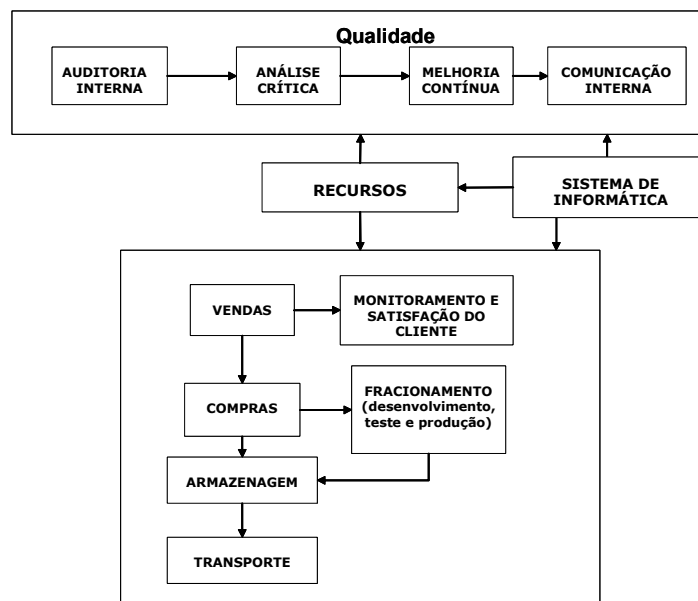 Qualidade
AUDITORIA
INTERNA
ANÁLISE
CRÍTICA
MELHORIA
CONTÍNUA
COMUNICAÇÃO
INTERNA
RECURSOS
SISTEMA DE
INFORMÁTICA
VENDAS
MONITORAMENTO E
SATISFAÇÃO DO
CLIENTE
COMPRAS
FRACIONAMENTO
(desenvolvimento,
teste e produção)
ARMAZENAGEM
TRANSPORTE